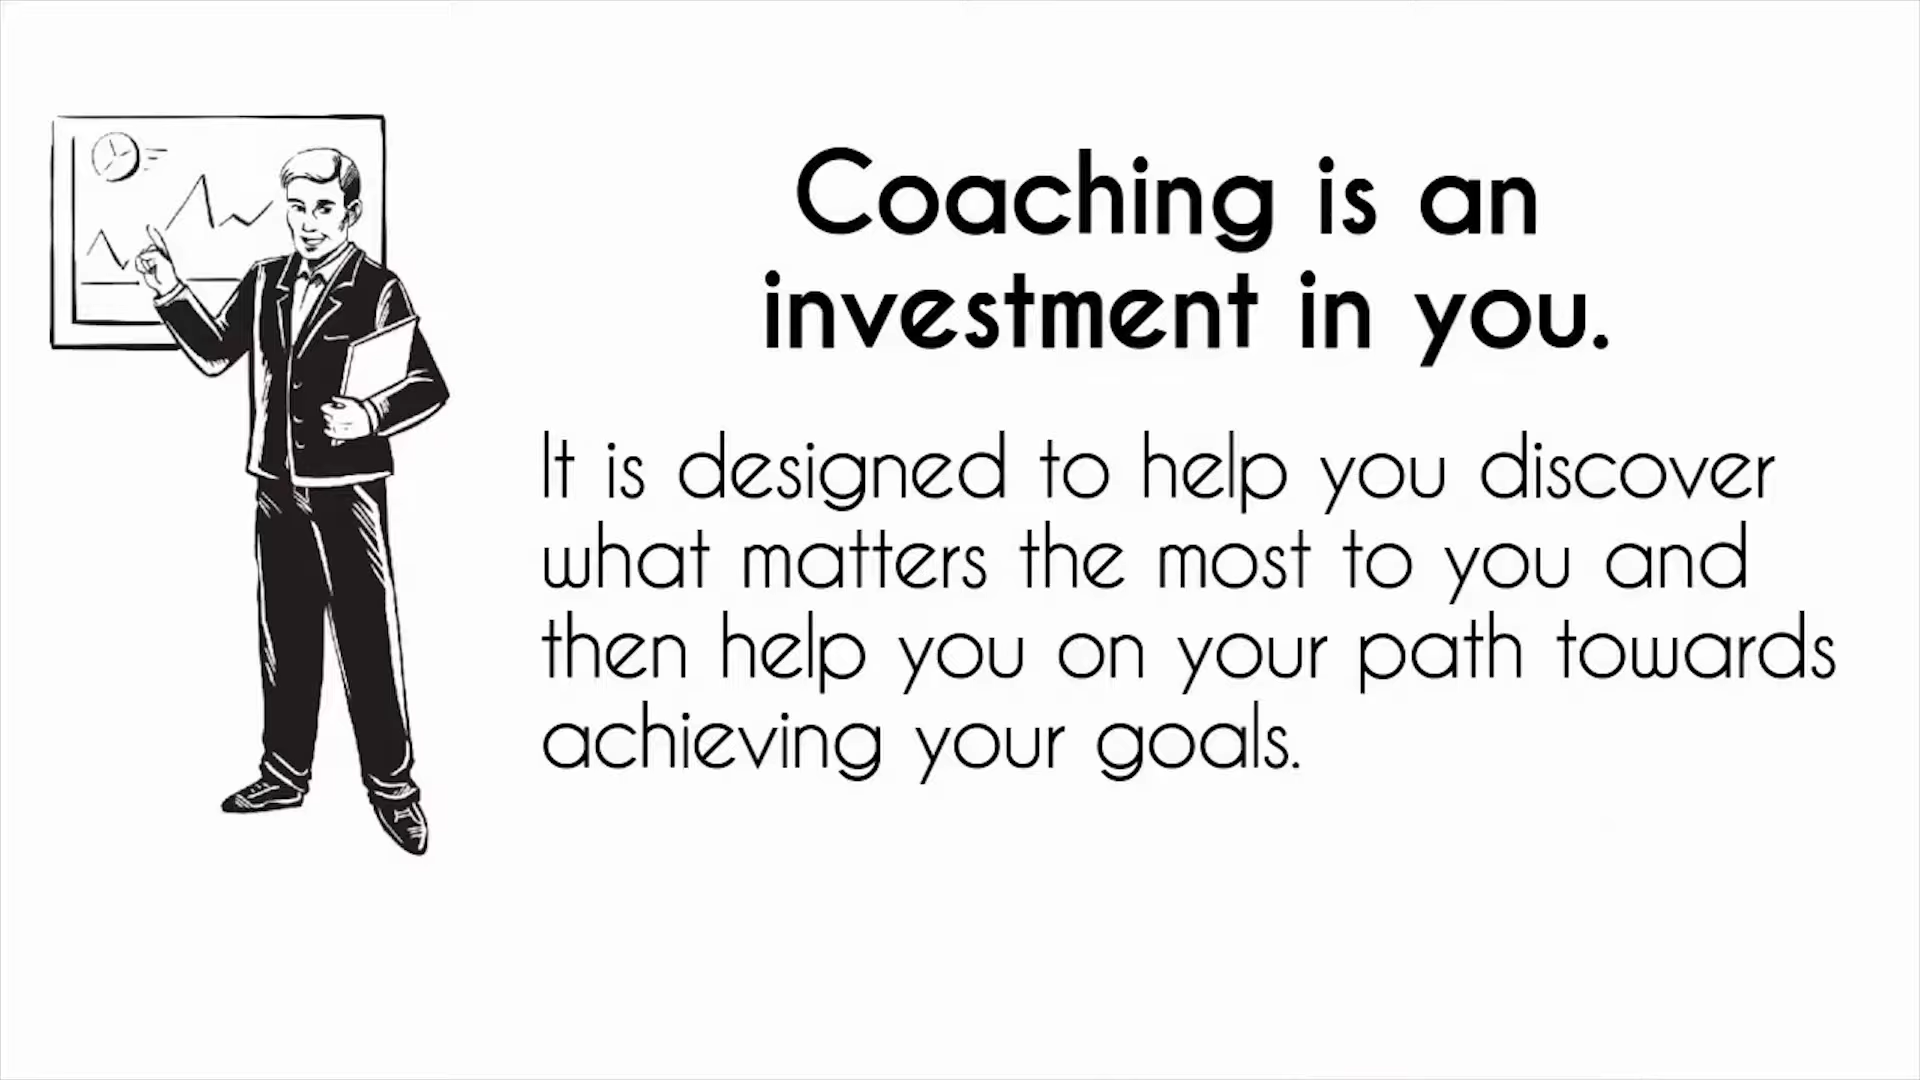 Coaching is an
investment in you.
It is designed to help you discover
what matters the most to you and
then help you on your path towards
achieving your goals.